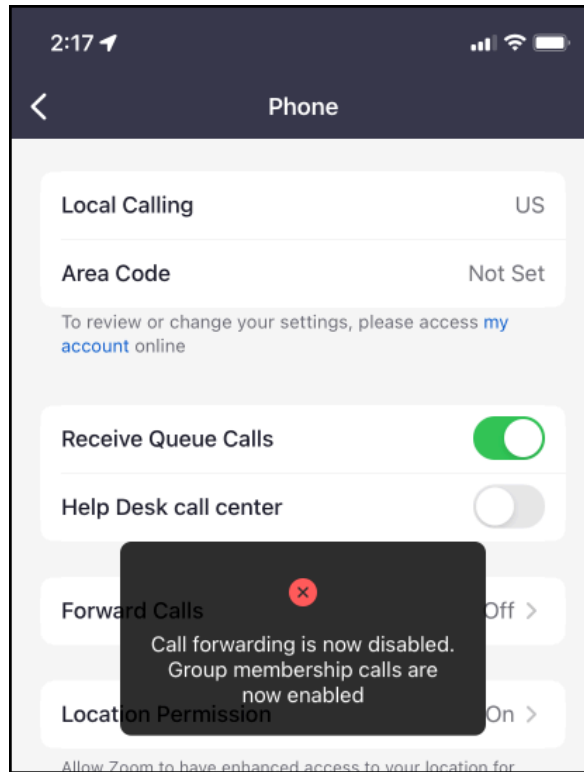 2:17
Phone
Local Calling US
Area Code Not Set
To review or change your settings, please access my
account online
Receive Queue Calls
Help Desk call center
Forward Calls Off
Call forwarding is now disabled.
Group membership calls are
now enabled
Location Permission On
Allow Zoom to have enhanced access to your location for